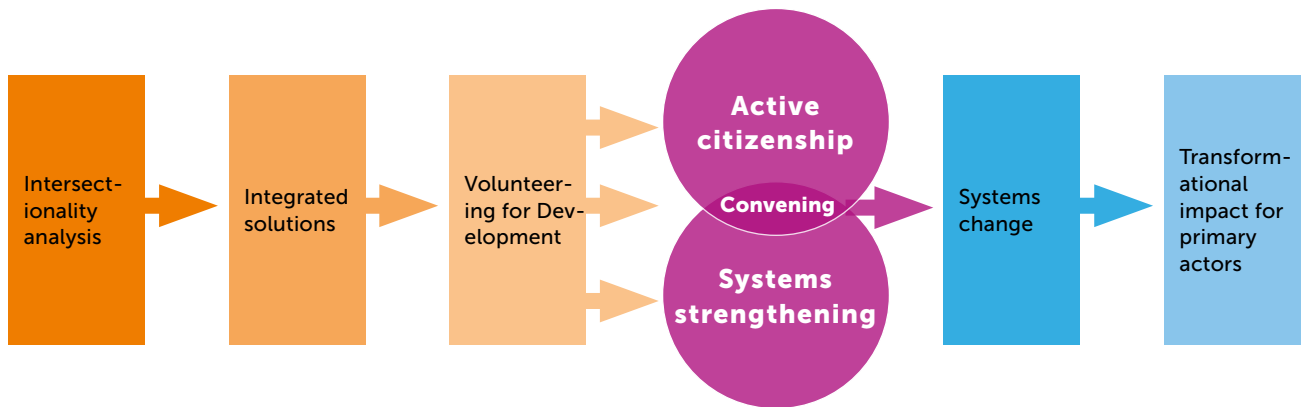 Intersect-
ionality
analysis
Integrated
solutions
Volunteer-
ing for Dev-
elopment
Active
citizenship
Convening
Systems
strengthening
Systems
change
Transform-
ational
impact for
primary
actors